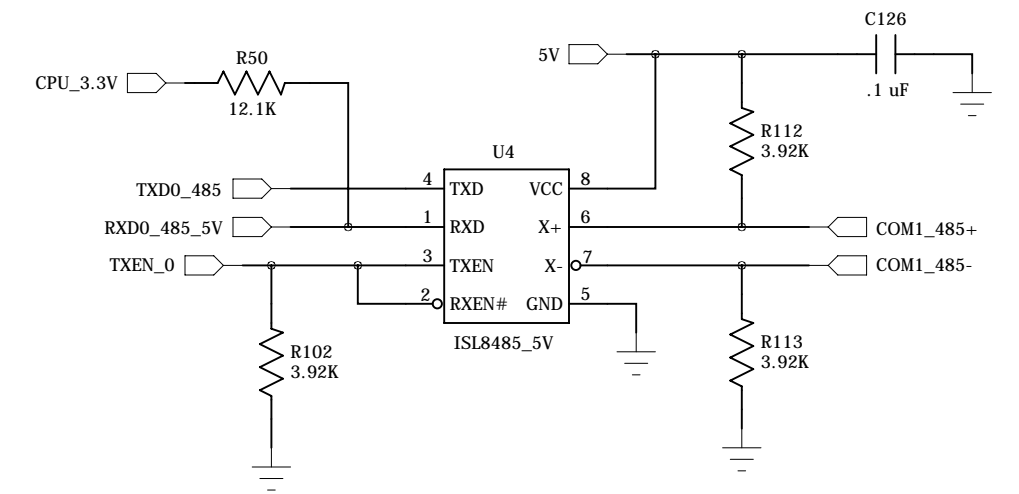 C126
.1 uF
5V
R50
12.1K
CPU_3.3V
R112
3.92K
U4
TXD0_485
4 TXD VCC 8
RXD0_485_5V
1 RXD X+ 6
COM1_485+
TXEN_0
3 TXEN X- 7
COM1_485-
2 RXEN# GND 5
ISL8485_5V
R102
3.92K
R113
3.92K